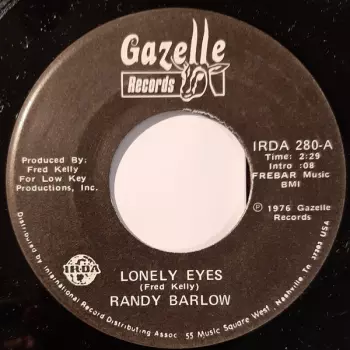 Gazelle
Records
IRDA 280-A
Time: 2:29
Intro :08
FREBAR Music
BMI
Produced By:
Fred Kelly
For Low Key
Productions, Inc.
℗ 1976 Gazelle
Records
IRDA
LONELY EYES
(Fred Kelly)
RANDY BARLOW
Distributed by International Record Distributing Assoc. 55 Music Square West, Nashville, Tn. 37203 USA